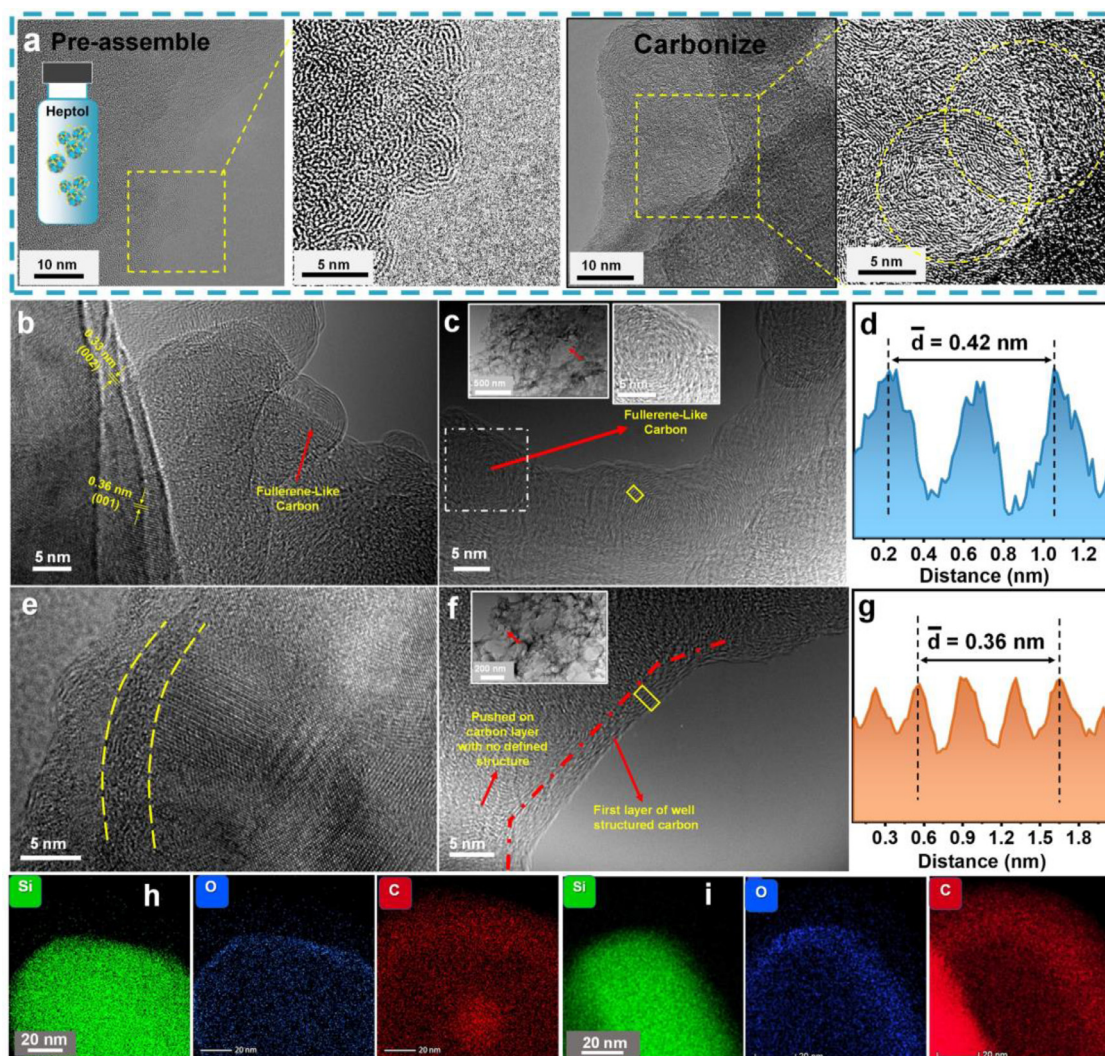 a Pre-assemble
Heptol
10 nm
5 nm
Carbonize
10 nm
5 nm
b
0.33 nm
(002)
0.36 nm
(001)
Fullerene-Like
Carbon
5 nm
c
500 nm
5 nm
Fullerene-Like
Carbon
5 nm
d
d̅ = 0.42 nm
0.2 0.4 0.6 0.8 1.0 1.2
Distance (nm)
e
5 nm
f
200 nm
Pushed on
carbon layer
with no defined
structure
First layer of well
structured carbon
5 nm
g
d̅ = 0.36 nm
0.3 0.6 0.9 1.2 1.5 1.8
Distance (nm)
Si
h
20 nm
O
20 nm
C
20 nm
Si
i
20 nm
O
20 nm
C
20 nm